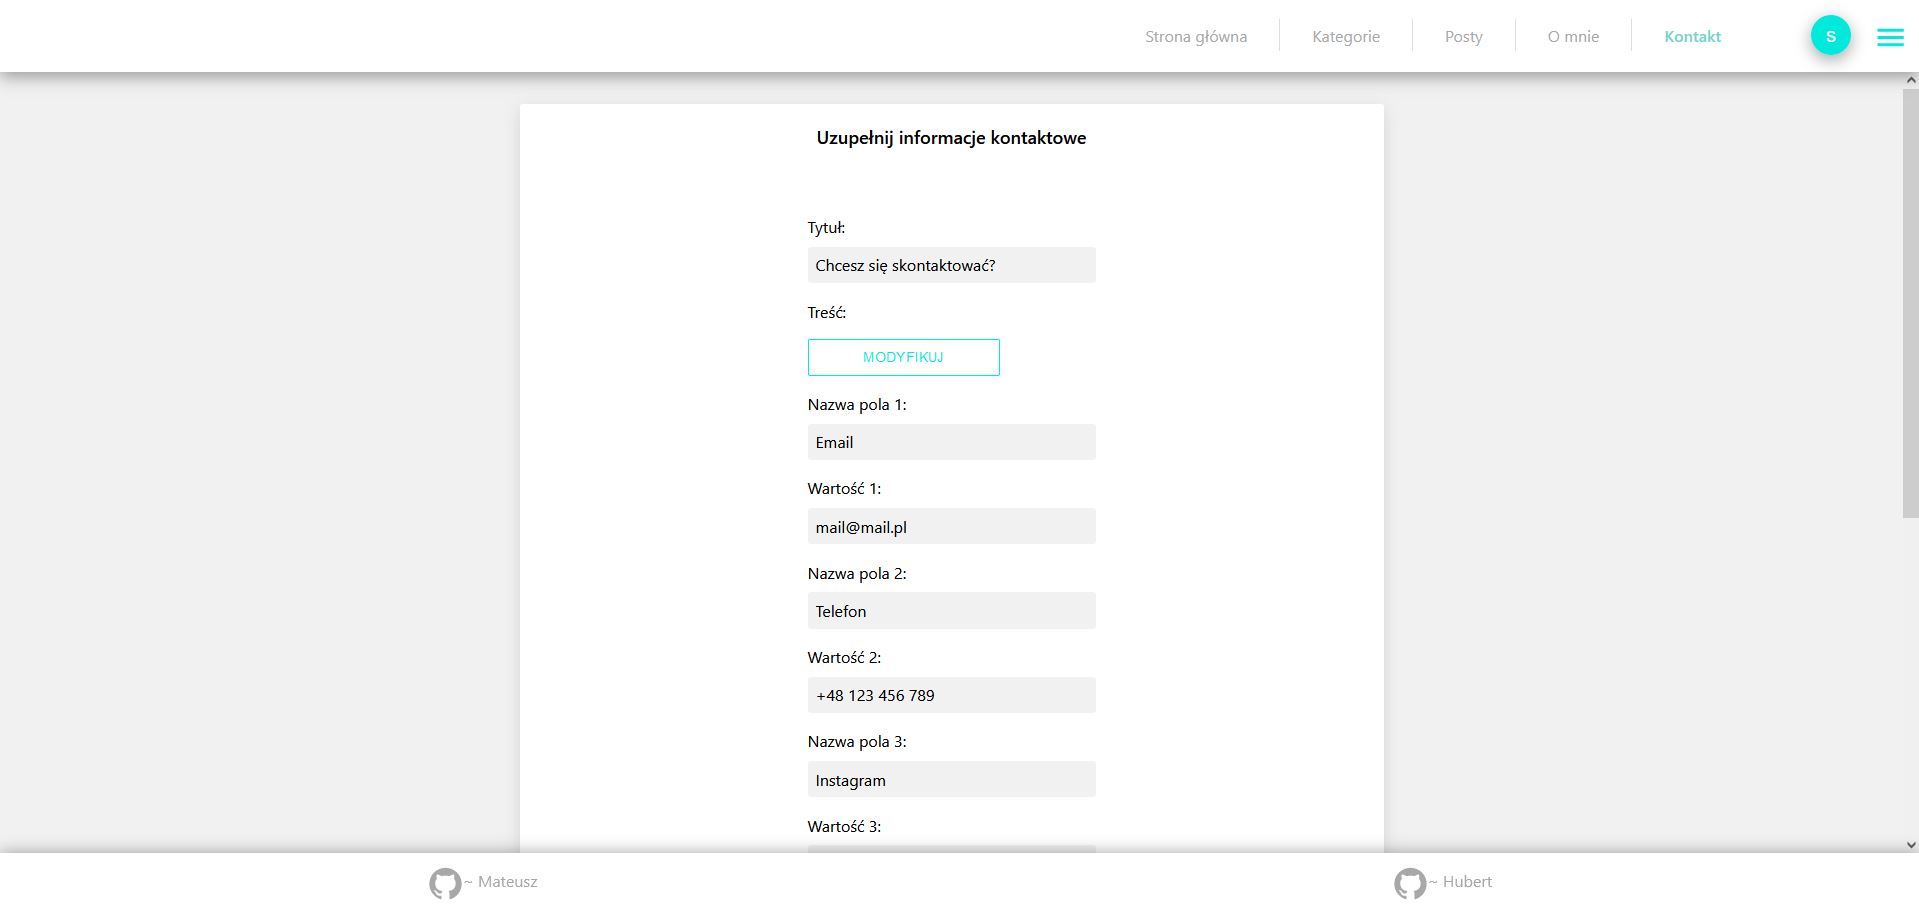 Strona główna
Kategorie
Posty
O mnie
Kontakt
S
Uzupełnij informacje kontaktowe
Tytuł:
Chcesz się skontaktować?
Treść:
MODYFIKUJ
Nazwa pola 1:
Email
Wartość 1:
mail@mail.pl
Nazwa pola 2:
Telefon
Wartość 2:
+48 123 456 789
Nazwa pola 3:
Instagram
Wartość 3:
~ Mateusz
~ Hubert